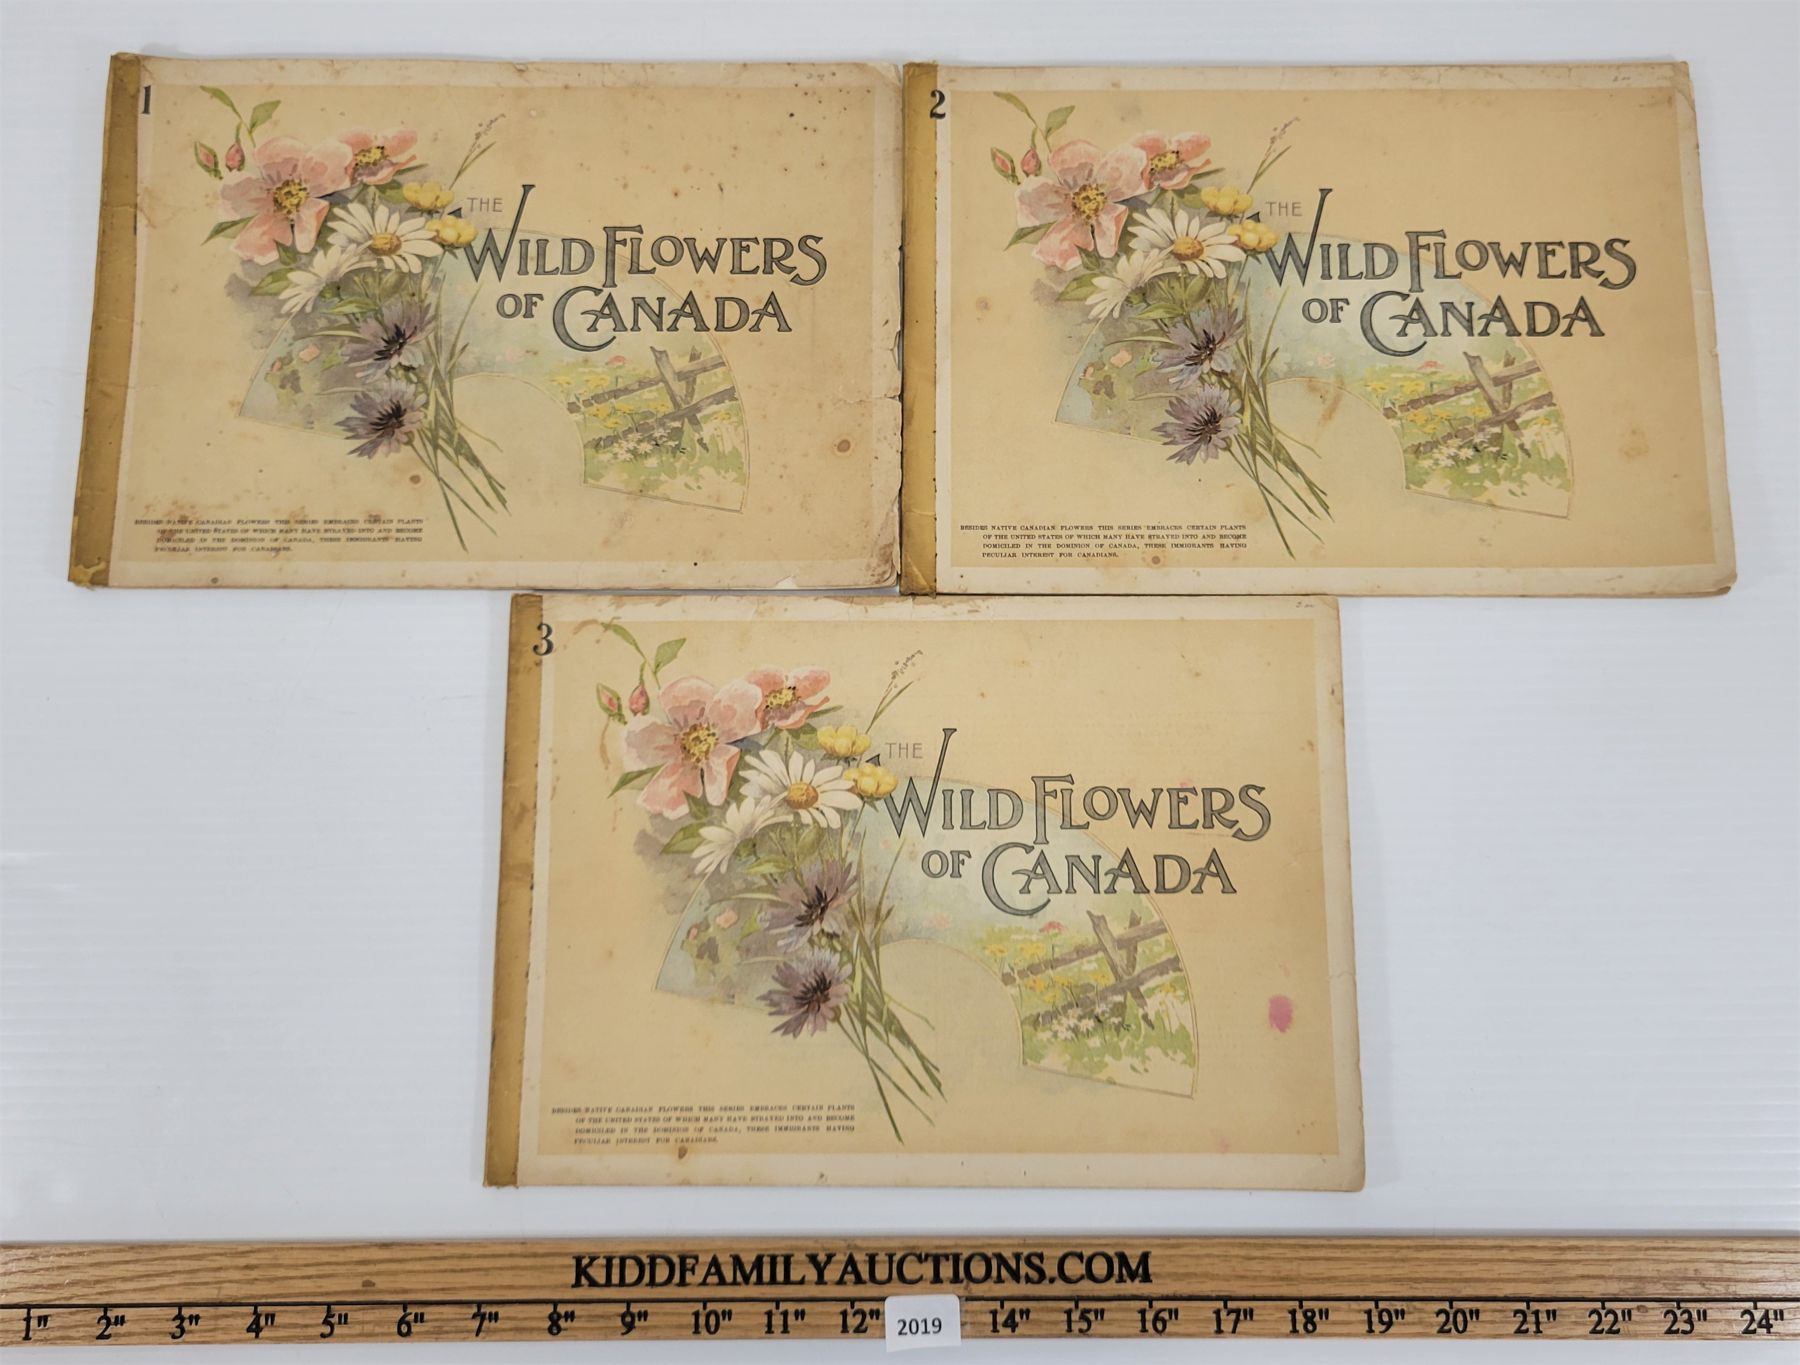 1
THE
WILD FLOWERS
OF CANADA
BESIDES NATIVE CANADIAN FLOWERS THIS SERIES EMBRACES CERTAIN PLANTS
OF THE UNITED STATES OF WHICH MANY HAVE STRAYED INTO AND BECOME
DOMICILED IN THE DOMINION OF CANADA, THESE IMMIGRANTS HAVING
PECULIAR INTEREST FOR CANADIANS.
2
THE
WILD FLOWERS
OF CANADA
BESIDES NATIVE CANADIAN FLOWERS THIS SERIES EMBRACES CERTAIN PLANTS
OF THE UNITED STATES OF WHICH MANY HAVE STRAYED INTO AND BECOME
DOMICILED IN THE DOMINION OF CANADA, THESE IMMIGRANTS HAVING
PECULIAR INTEREST FOR CANADIANS.
3
THE
WILD FLOWERS
OF CANADA
BESIDES NATIVE CANADIAN FLOWERS THIS SERIES EMBRACES CERTAIN PLANTS
OF THE UNITED STATES OF WHICH MANY HAVE STRAYED INTO AND BECOME
DOMICILED IN THE DOMINION OF CANADA, THESE IMMIGRANTS HAVING
PECULIAR INTEREST FOR CANADIANS.
KIDDFAMILYAUCTIONS.COM
1" 2" 3" 4" 5" 6" 7" 8" 9" 10" 11" 12" 2019 14" 15" 16" 17" 18" 19" 20" 21" 22" 23" 24"